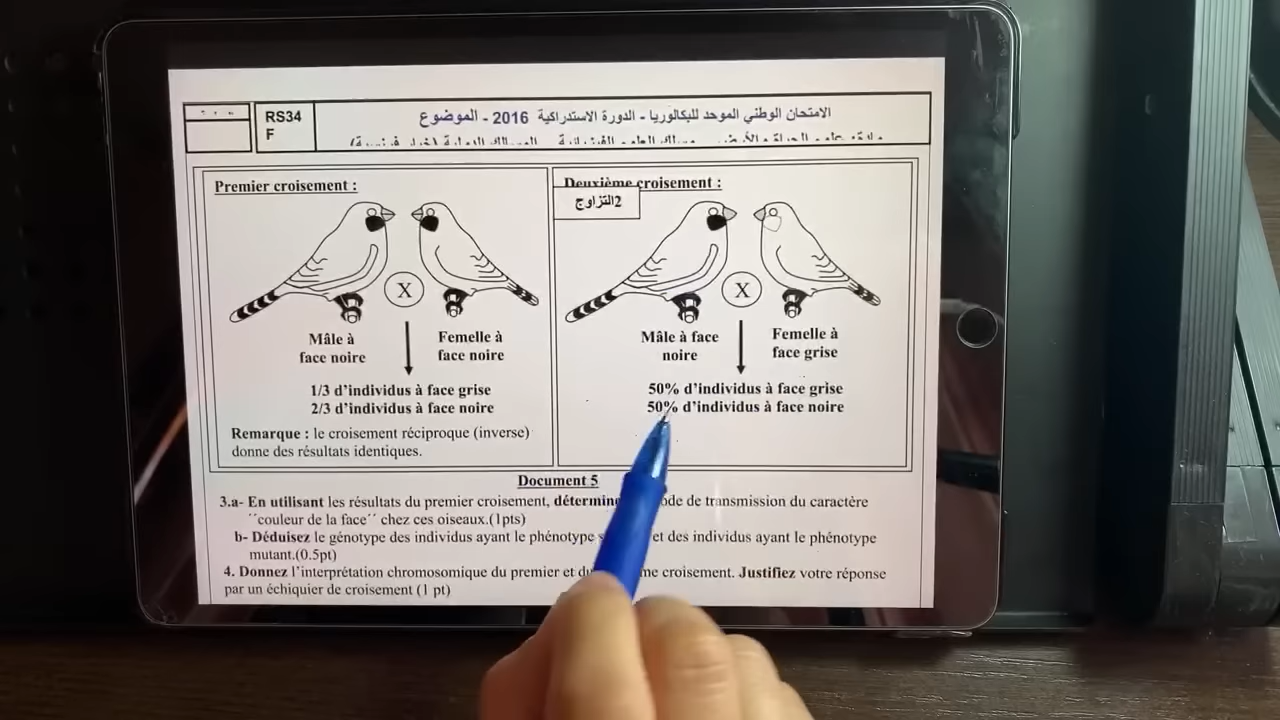 RS34
F
الامتحان الوطني الموحد للبكالوريا - الدورة الاستدراكية 2016 - الموضوع
Premier croisement :
Mâle à
face noire
X
Femelle à
face noire
1/3 d'individus à face grise
2/3 d'individus à face noire
Remarque : le croisement réciproque (inverse)
donne des résultats identiques.
Deuxième croisement :
التزاوج2
Mâle à face
noire
X
Femelle à
face grise
50% d'individus à face grise
50% d'individus à face noire
Document 5
3.a- En utilisant les résultats du premier croisement, détermin ode de transmission du caractère
´´couleur de la face´´ chez ces oiseaux.(1pts)
b- Déduisez le génotype des individus ayant le phénotype s et des individus ayant le phénotype
mutant.(0.5pt)
4. Donnez l'interprétation chromosomique du premier et du me croisement. Justifiez votre réponse
par un échiquier de croisement (1 pt)